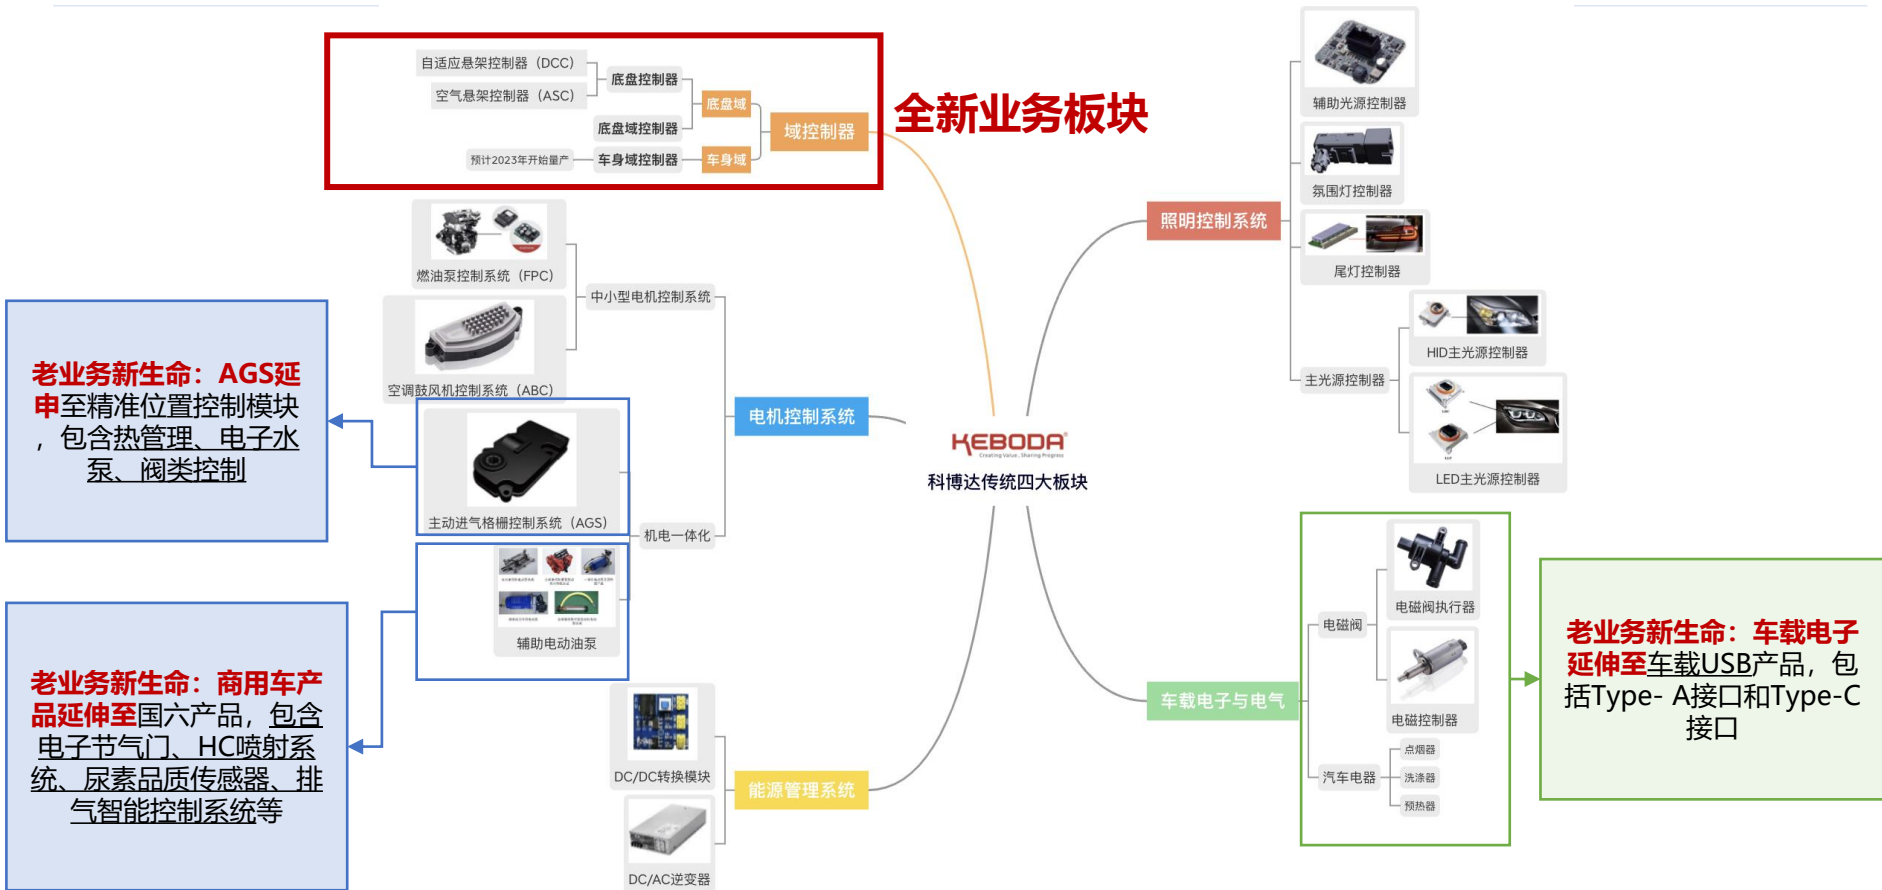 自适应悬架控制器（DCC）
空气悬架控制器（ASC）
底盘控制器
底盘域控制器
底盘域
预计2023年开始量产
车身域控制器
车身域
域控制器
全新业务板块
燃油泵控制系统（FPC）
空调鼓风机控制系统（ABC）
中小型电机控制系统
主动进气格栅控制系统（AGS）
辅助电动油泵
机电一体化
电机控制系统
DC/DC转换模块
DC/AC逆变器
能源管理系统
老业务新生命：AGS延
申至精准位置控制模块
，包含热管理、电子水
泵、阀类控制
老业务新生命：商用车产
品延伸至国六产品，包含
电子节气门、HC喷射系
统、尿素品质传感器、排
气智能控制系统等
KEBODA®
Creating Value , Sharing Progress
科博达传统四大板块
照明控制系统
辅助光源控制器
氛围灯控制器
尾灯控制器
主光源控制器
HID主光源控制器
LED主光源控制器
车载电子与电气
电磁阀
电磁阀执行器
电磁控制器
汽车电器
点烟器
洗涤器
预热器
老业务新生命：车载电子
延伸至车载USB产品，包
括Type- A接口和Type-C
接口